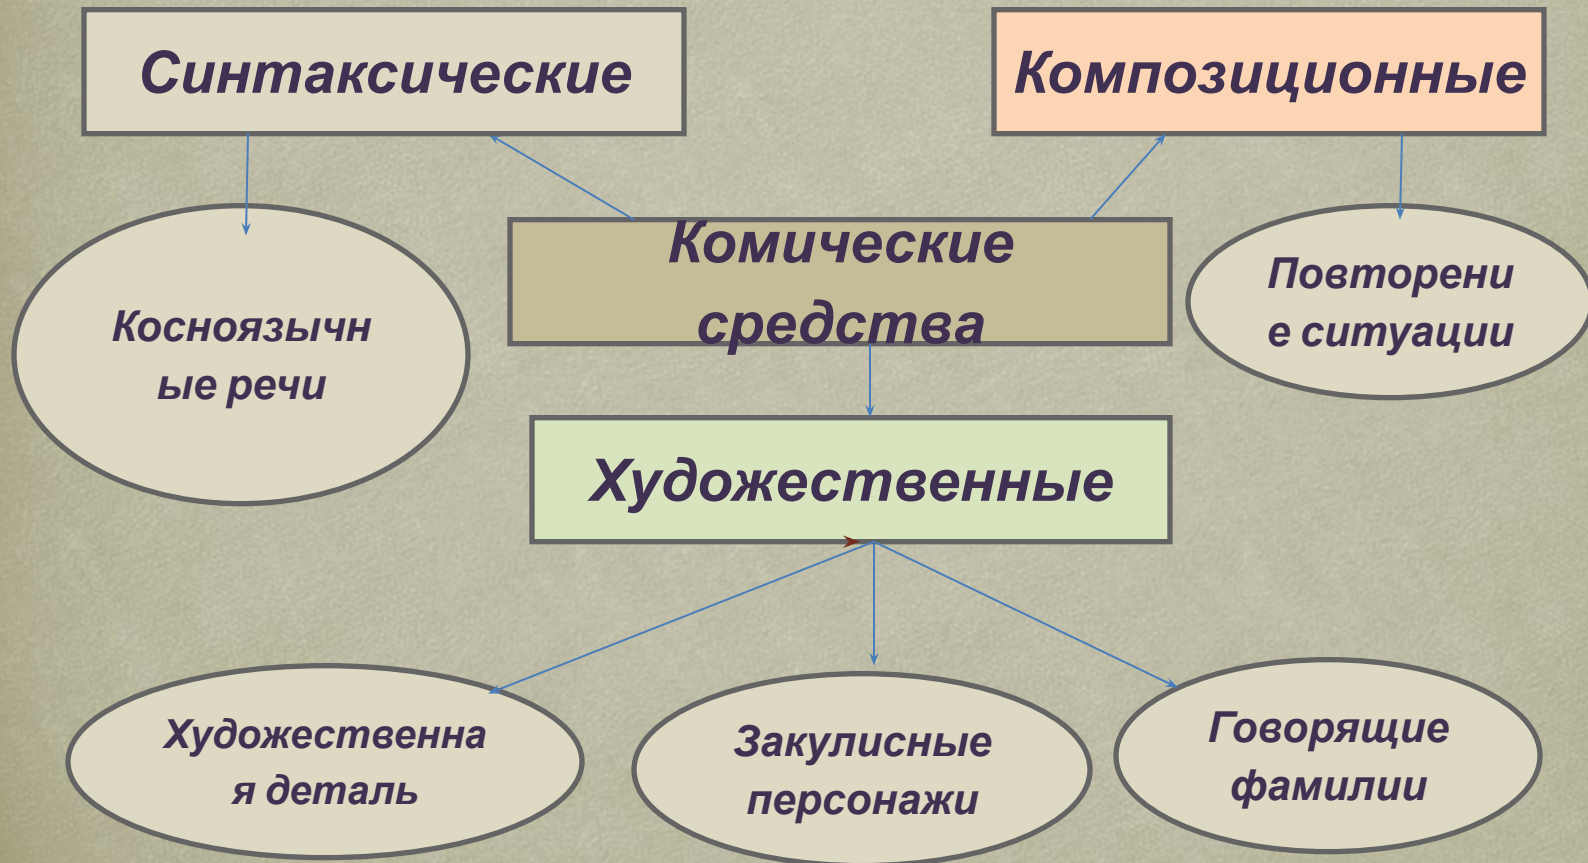 Синтаксические
Композиционные
Комические
средства
Косноязычн
ые речи
Повторени
е ситуации
Художественные
Художественна
я деталь
Закулисные
персонажи
Говорящие
фамилии